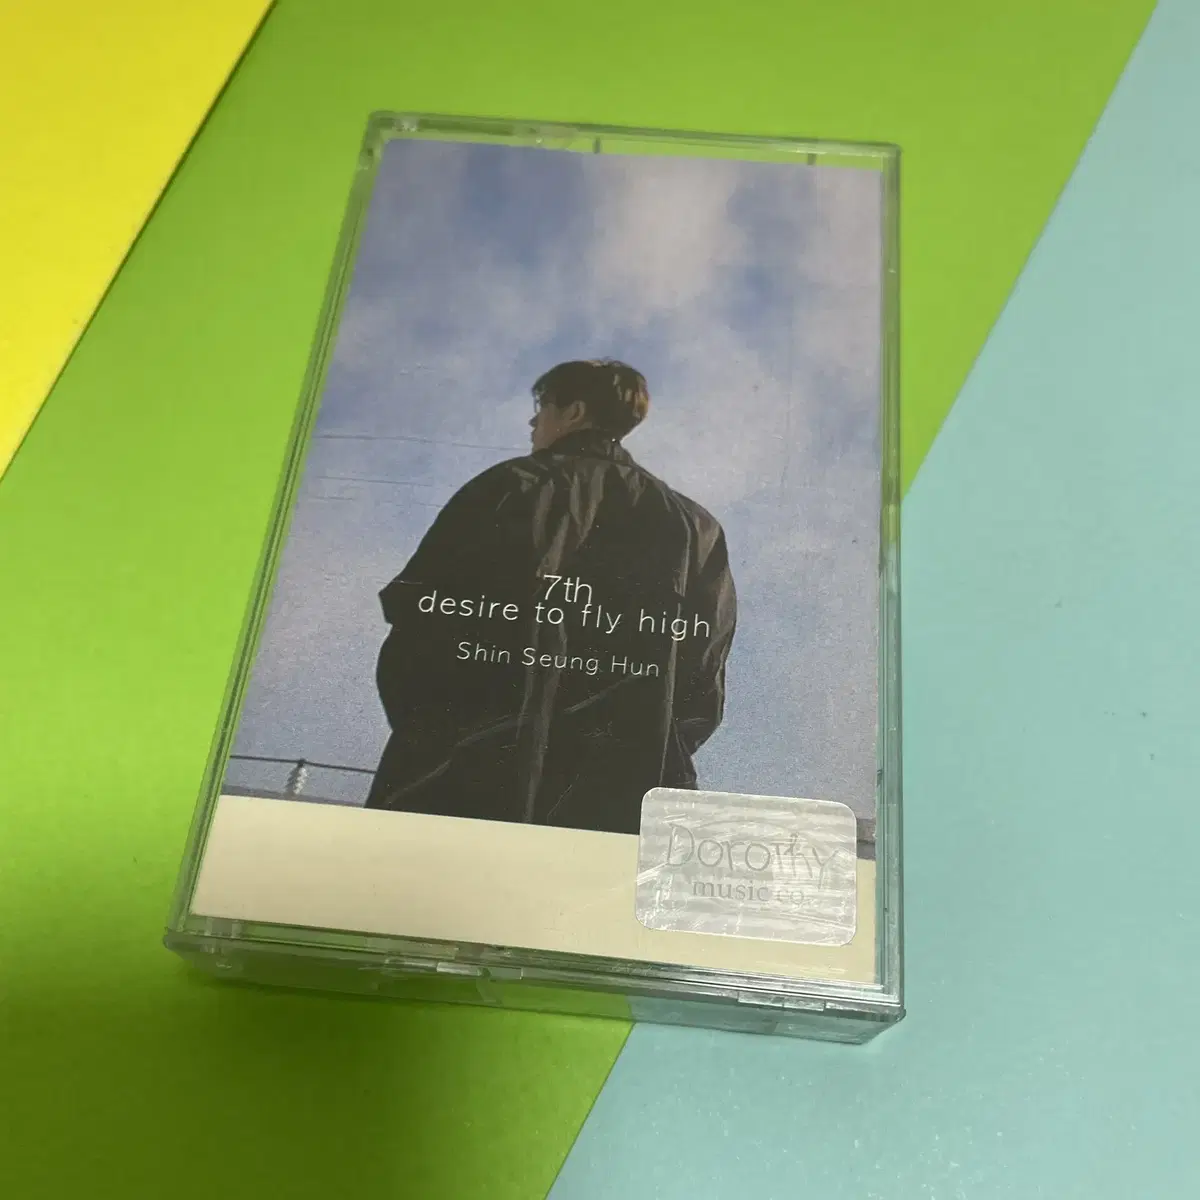 7th
desire to fly high
Shin Seung Hun
Dorothy
music co.